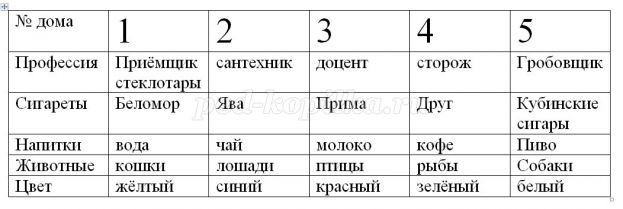 № дома 1 2 3 4 5
Профессия Приёмщик стеклотары сантехник доцент сторож Гробовщик
Сигареты Беломор Ява Прима Друг Кубинские сигары
Напитки вода чай молоко кофе Пиво
Животные кошки лошади птицы рыбы Собаки
Цвет жёлтый синий красный зелёный белый